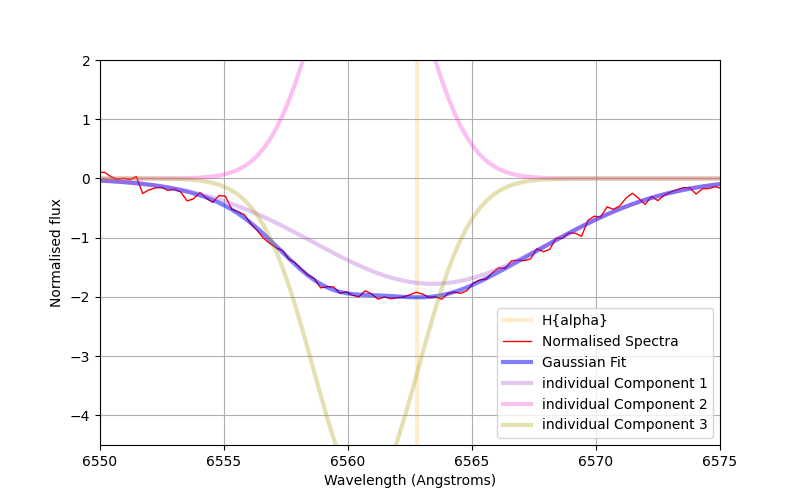 2
1
0
−1
−2
−3
−4
Normalised flux
H{alpha}
Normalised Spectra
Gaussian Fit
individual Component 1
individual Component 2
individual Component 3
6550 6555 6560 6565 6570 6575
Wavelength (Angstroms)